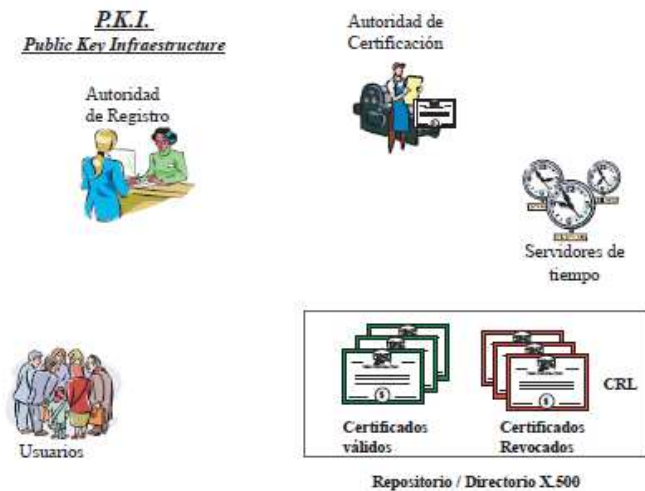 P.K.I.
Public Key Infraestructure
Autoridad de
Certificación
Autoridad
de Registro
Servidores de
tiempo
Usuarios
Certificados
válidos
Certificados
Revocados
CRL
Repositorio / Directorio X.500